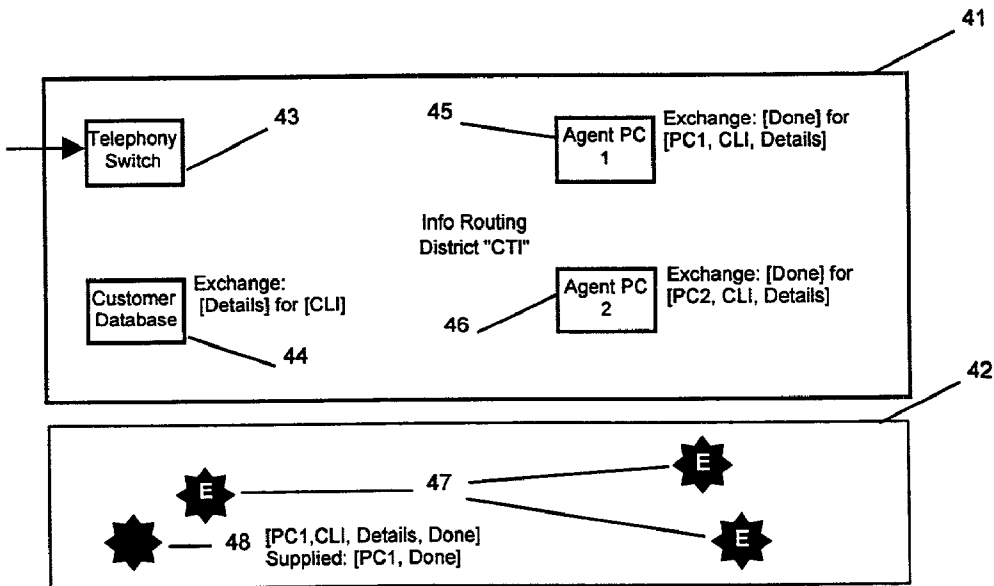 41
Telephony
Switch
43
45
Agent PC
1
Exchange: [Done] for
[PC1, CLI, Details]
Info Routing
District "CTI"
Customer
Database
Exchange:
[Details] for [CLI]
44
46
Agent PC
2
Exchange: [Done] for
[PC2, CLI, Details]
42
E
E
47
E
48
[PC1,CLI, Details, Done]
Supplied: [PC1, Done]